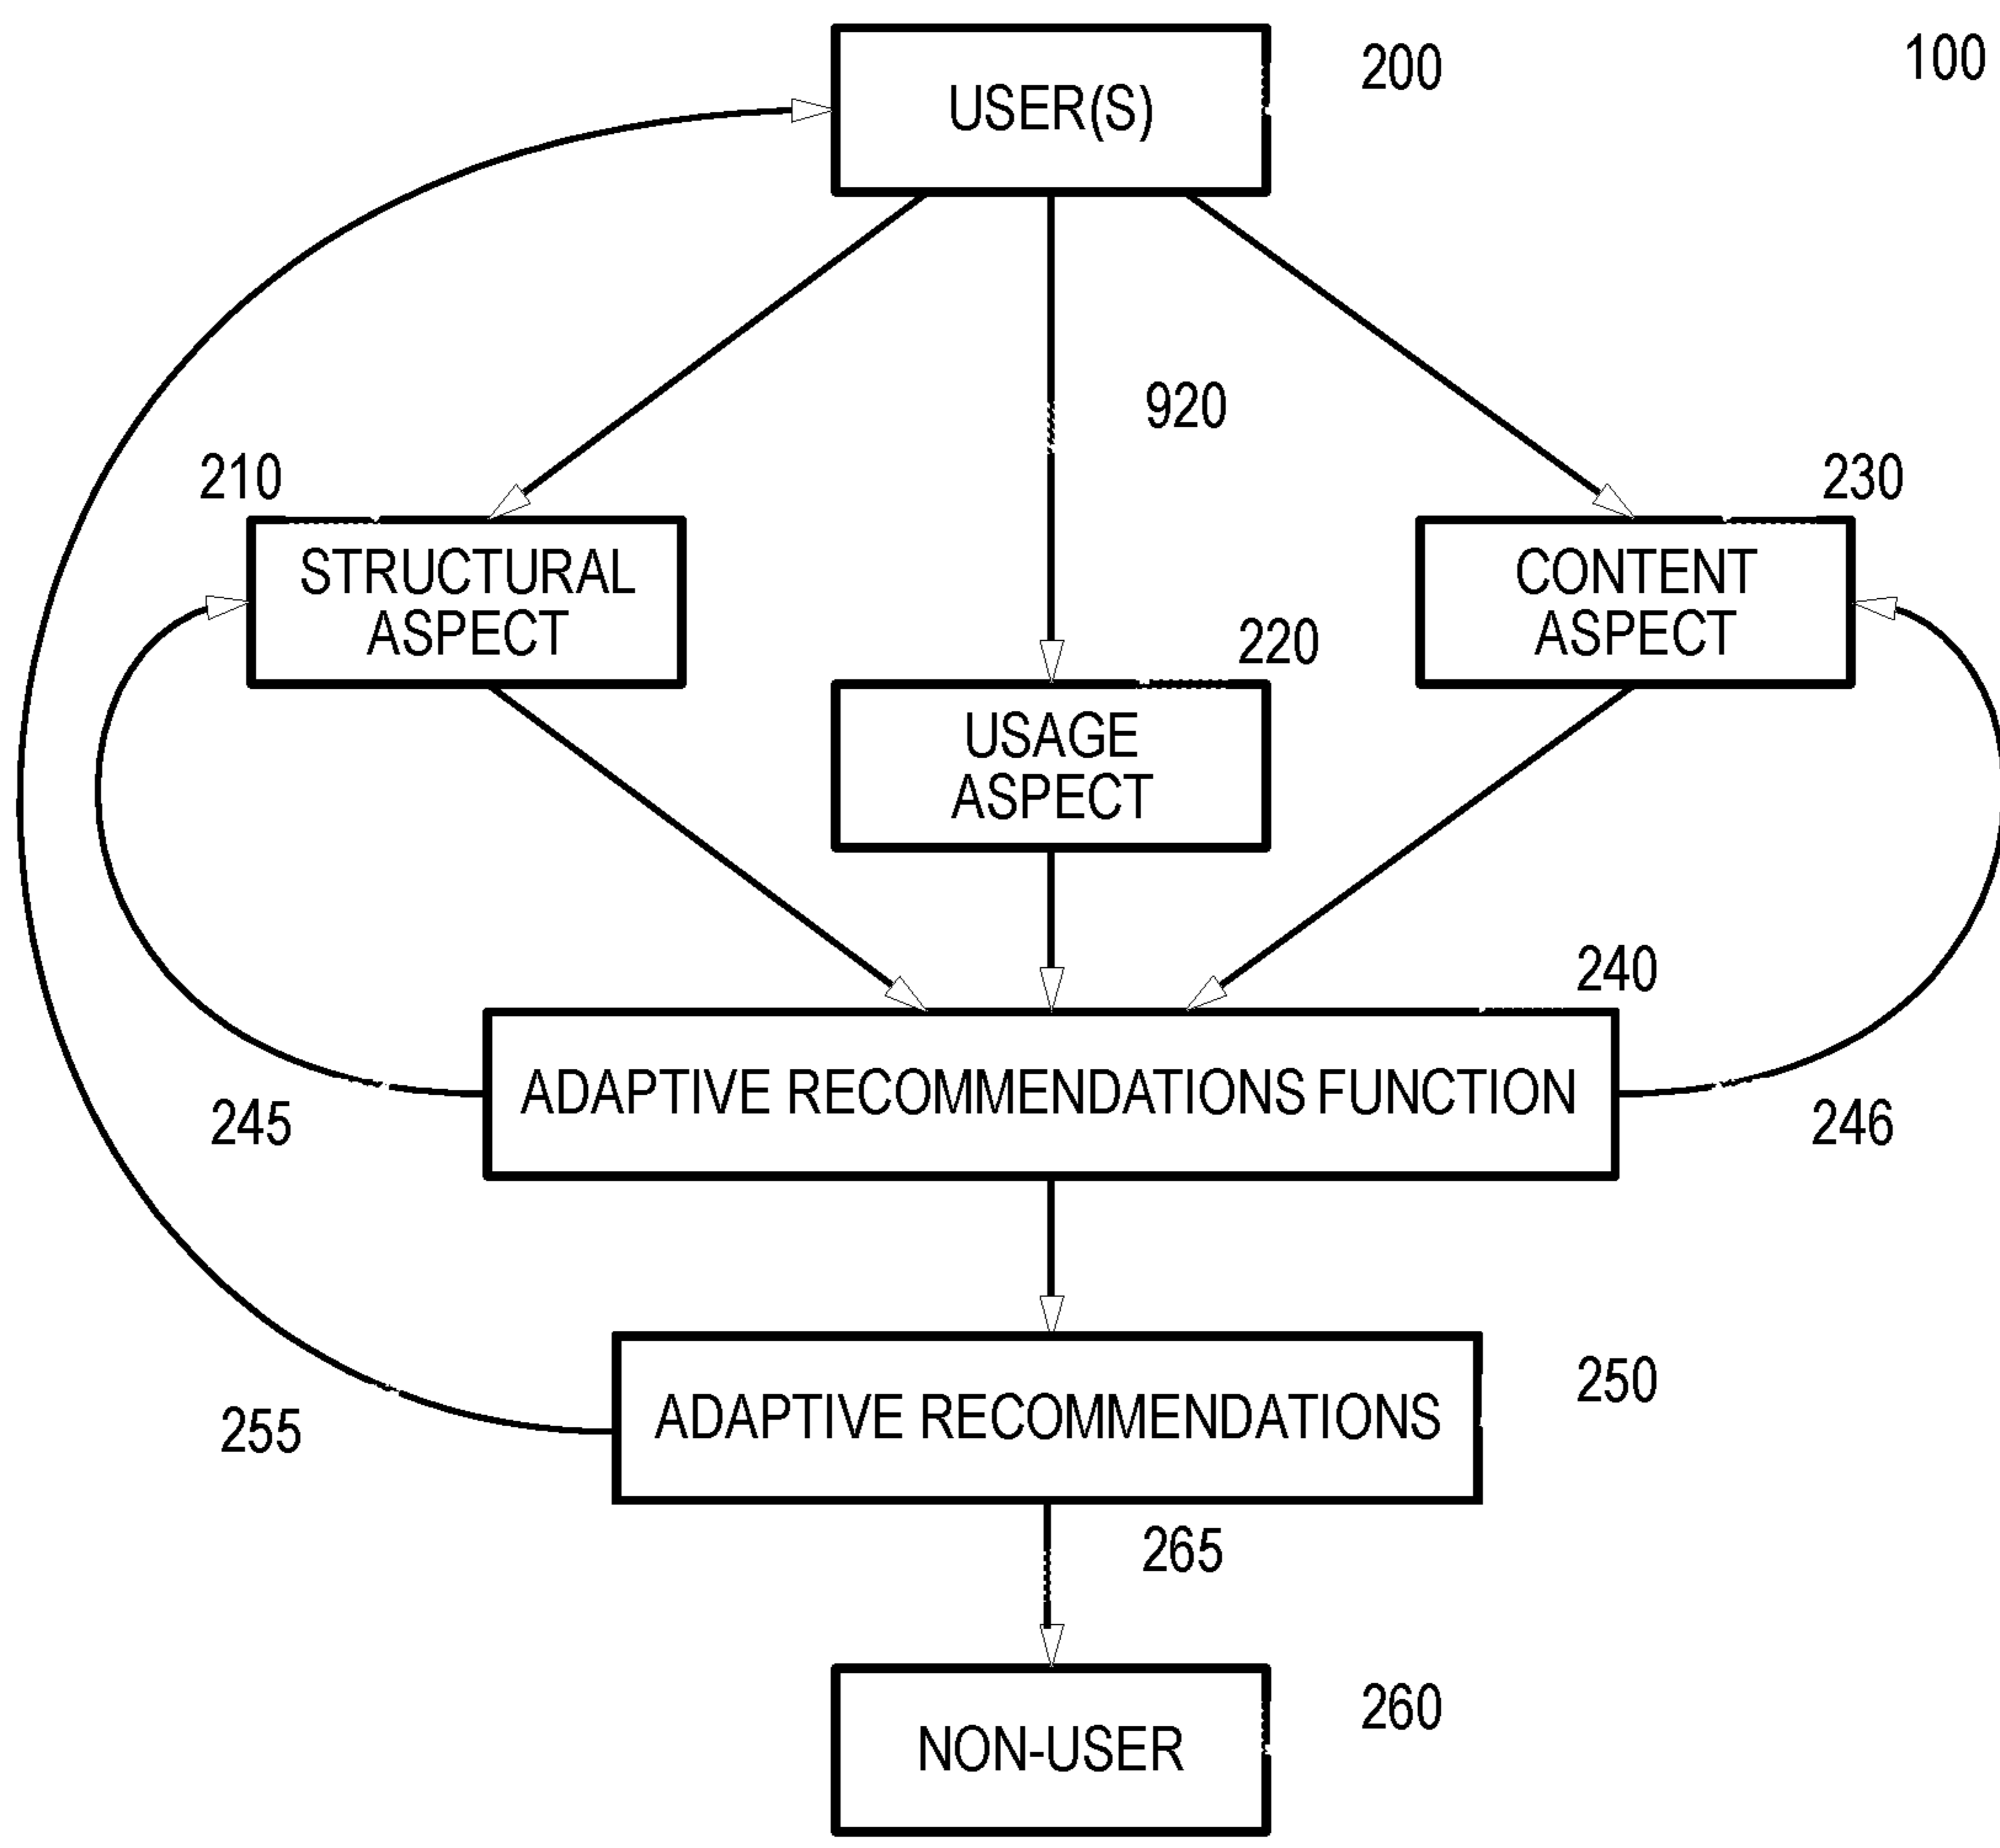 100
200
USER(S)
920
210
230
STRUCTURAL
ASPECT
CONTENT
ASPECT
220
USAGE
ASPECT
240
ADAPTIVE RECOMMENDATIONS FUNCTION
245
246
250
ADAPTIVE RECOMMENDATIONS
255
265
260
NON-USER